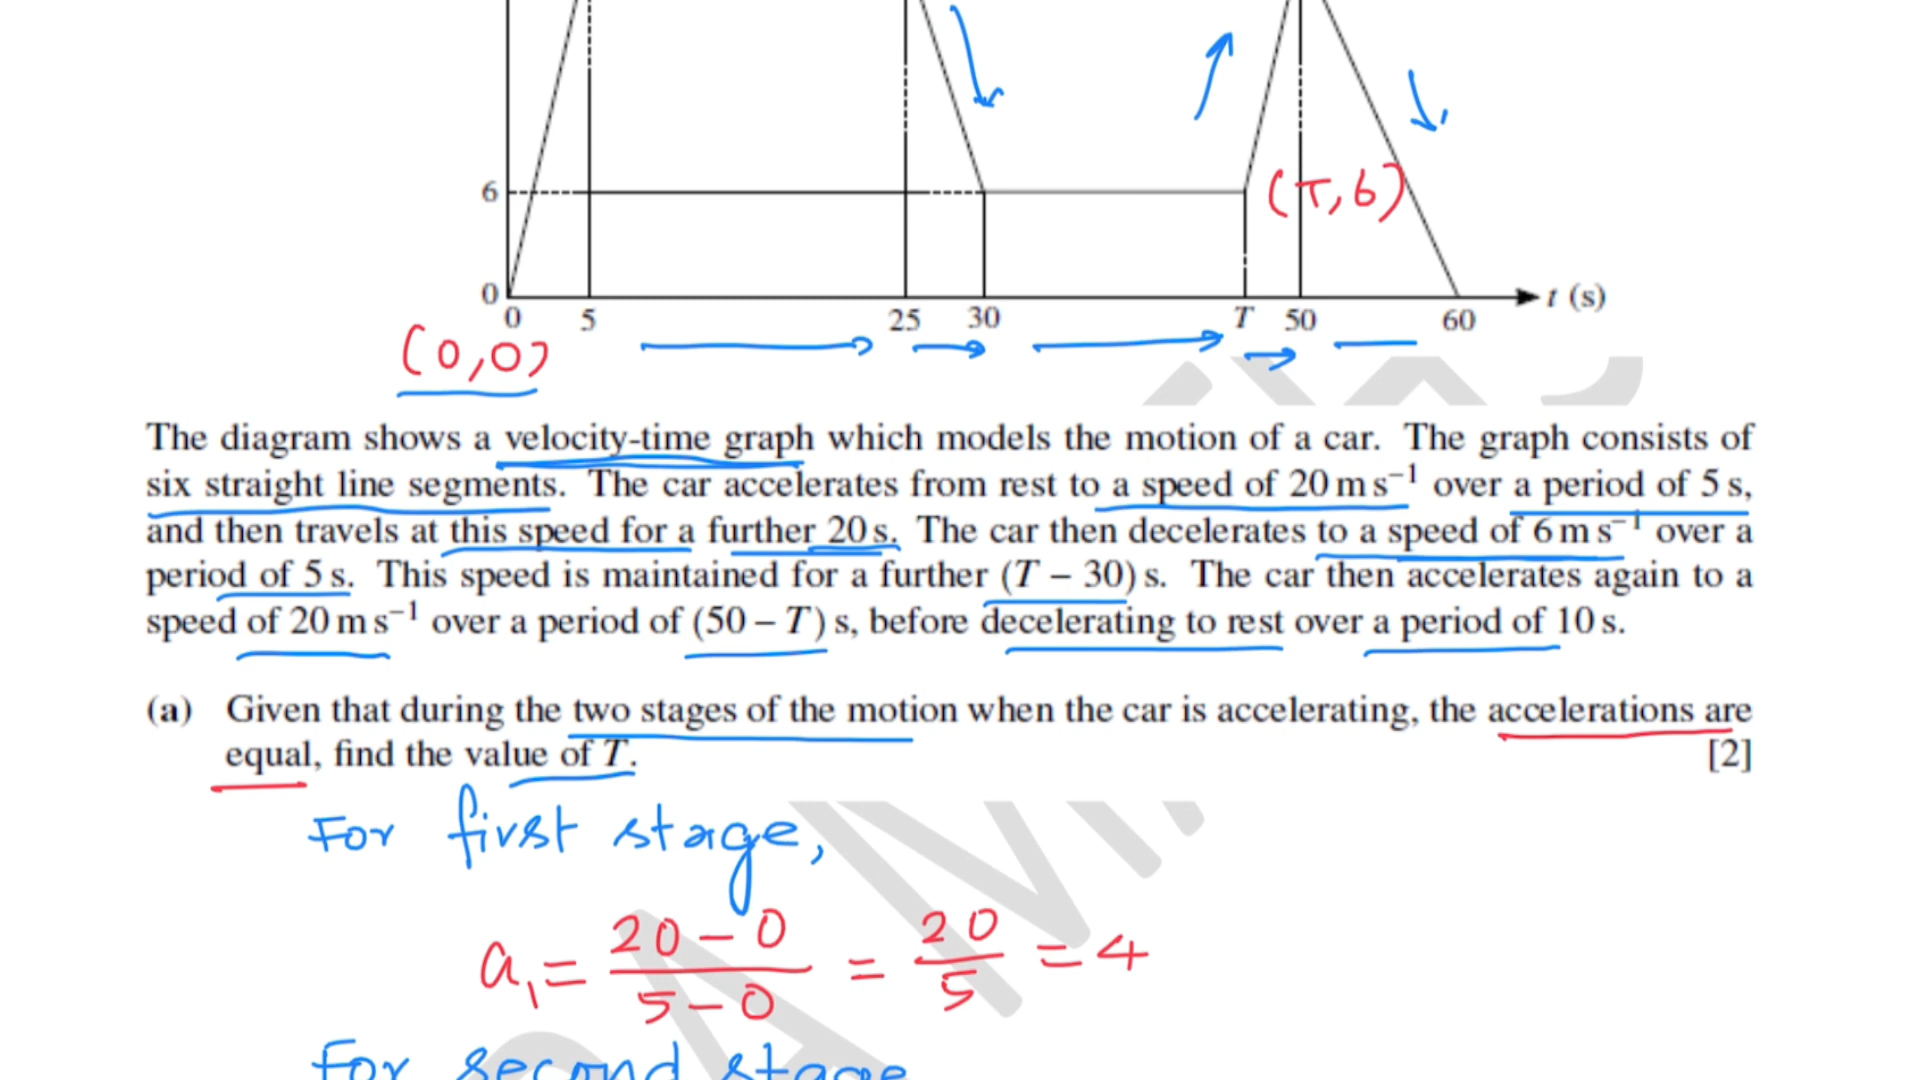 6
(T, 6)
0
0 5 25 30 T 50 60 t (s)
(0,0)
The diagram shows a velocity-time graph which models the motion of a car. The graph consists of
six straight line segments. The car accelerates from rest to a speed of 20 m s⁻¹ over a period of 5 s,
and then travels at this speed for a further 20 s. The car then decelerates to a speed of 6 m s⁻¹ over a
period of 5 s. This speed is maintained for a further (T – 30) s. The car then accelerates again to a
speed of 20 m s⁻¹ over a period of (50 – T) s, before decelerating to rest over a period of 10 s.
(a) Given that during the two stages of the motion when the car is accelerating, the accelerations are
equal, find the value of T. [2]
For first stage,
a₁ = (20 – 0)/(5 – 0) = 20/5 = 4
For second stage